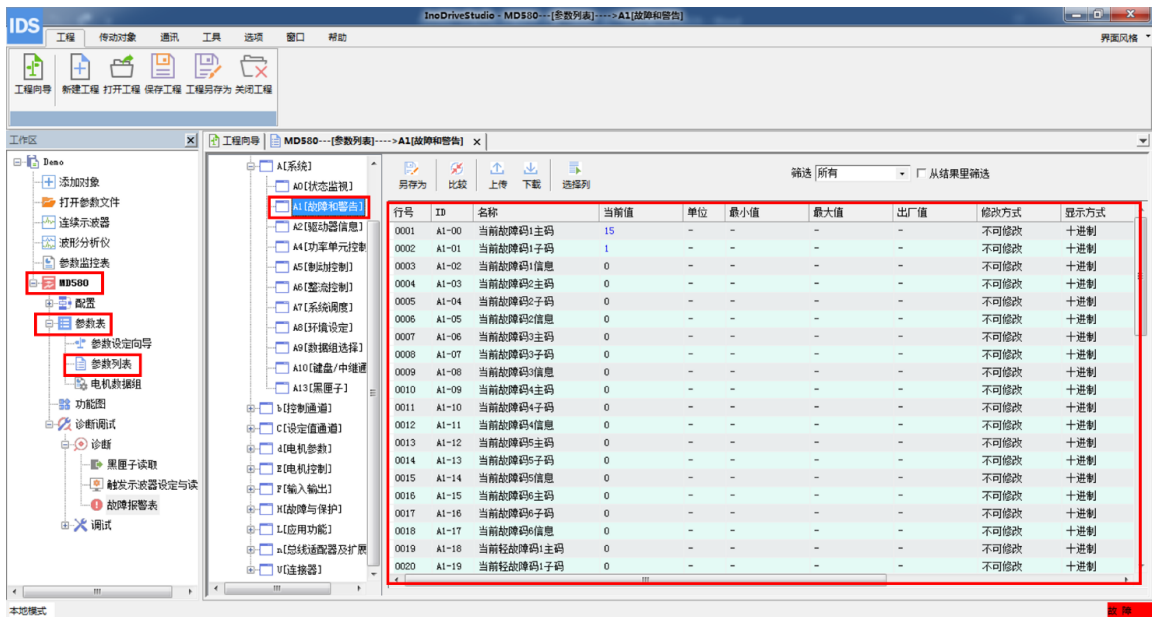 InoDriveStudio - MD580---[参数列表]---->A1[故障和警告]
IDS
工程 传动对象 通讯 工具 选项 窗口 帮助 界面风格
工程向导 新建工程 打开工程 保存工程 工程另存为 关闭工程
工作区
Demo
添加对象
打开参数文件
连续示波器
波形分析仪
参数监控表
MD580
配置
参数表
参数设定向导
参数列表
电机数据组
功能图
诊断调试
诊断
黑匣子读取
触发示波器设定与读
故障报警表
调试
工程向导 MD580---[参数列表]---->A1[故障和警告] x
A[系统]
A0[状态监视]
A1[故障和警告]
A2[驱动器信息]
A4[功率单元控制
A5[制动控制]
A6[整流控制]
A7[系统调度]
A8[环境设定]
A9[数据组选择]
A10[键盘/中继通
A13[黑匣子]
b[控制通道]
C[设定值通道]
d[电机参数]
E[电机控制]
F[输入输出]
H[故障与保护]
L[应用功能]
n[总线适配器及扩展
U[连接器]
另存为 比较 上传 下载 选择列 筛选 所有 从结果里筛选
行号 ID 名称 当前值 单位 最小值 最大值 出厂值 修改方式 显示方式
0001 A1-00 当前故障码1主码 15 - - - - 不可修改 十进制
0002 A1-01 当前故障码1子码 1 - - - - 不可修改 十进制
0003 A1-02 当前故障码1信息 0 - - - - 不可修改 十进制
0004 A1-03 当前故障码2主码 0 - - - - 不可修改 十进制
0005 A1-04 当前故障码2子码 0 - - - - 不可修改 十进制
0006 A1-05 当前故障码2信息 0 - - - - 不可修改 十进制
0007 A1-06 当前故障码3主码 0 - - - - 不可修改 十进制
0008 A1-07 当前故障码3子码 0 - - - - 不可修改 十进制
0009 A1-08 当前故障码3信息 0 - - - - 不可修改 十进制
0010 A1-09 当前故障码4主码 0 - - - - 不可修改 十进制
0011 A1-10 当前故障码4子码 0 - - - - 不可修改 十进制
0012 A1-11 当前故障码4信息 0 - - - - 不可修改 十进制
0013 A1-12 当前故障码5主码 0 - - - - 不可修改 十进制
0014 A1-13 当前故障码5子码 0 - - - - 不可修改 十进制
0015 A1-14 当前故障码5信息 0 - - - - 不可修改 十进制
0016 A1-15 当前故障码6主码 0 - - - - 不可修改 十进制
0017 A1-16 当前故障码6子码 0 - - - - 不可修改 十进制
0018 A1-17 当前故障码6信息 0 - - - - 不可修改 十进制
0019 A1-18 当前轻故障码1主码 0 - - - - 不可修改 十进制
0020 A1-19 当前轻故障码1子码 0 - - - - 不可修改 十进制
本地模式 故障